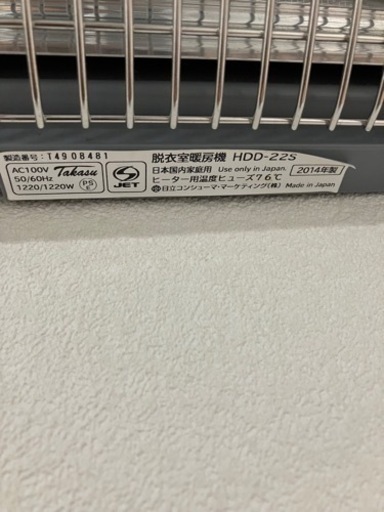 製造番号: T4908481
脱衣室暖房機 HDD-22S
AC100V
50/60Hz
1220/1220W
Takasu
PS
E
JET
日本国内家庭用 Use only in Japan. 2014年製
ヒーター用温度ヒューズ76℃
日立コンシューマ・マーケティング(株) Made in Japan